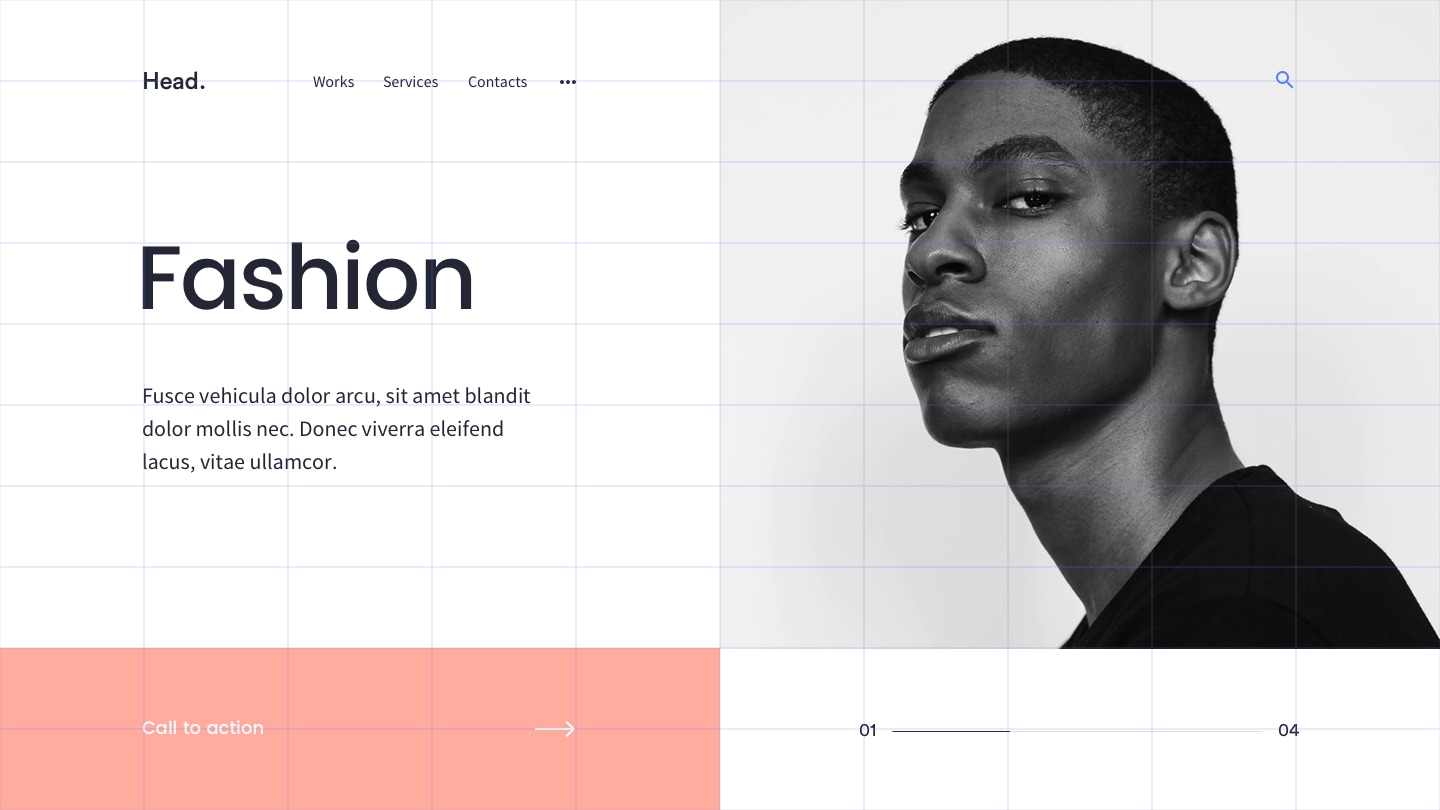 Head.
Works Services Contacts
Fashion
Fusce vehicula dolor arcu, sit amet blandit
dolor mollis nec. Donec viverra eleifend
lacus, vitae ullamcor.
Call to action
01 04